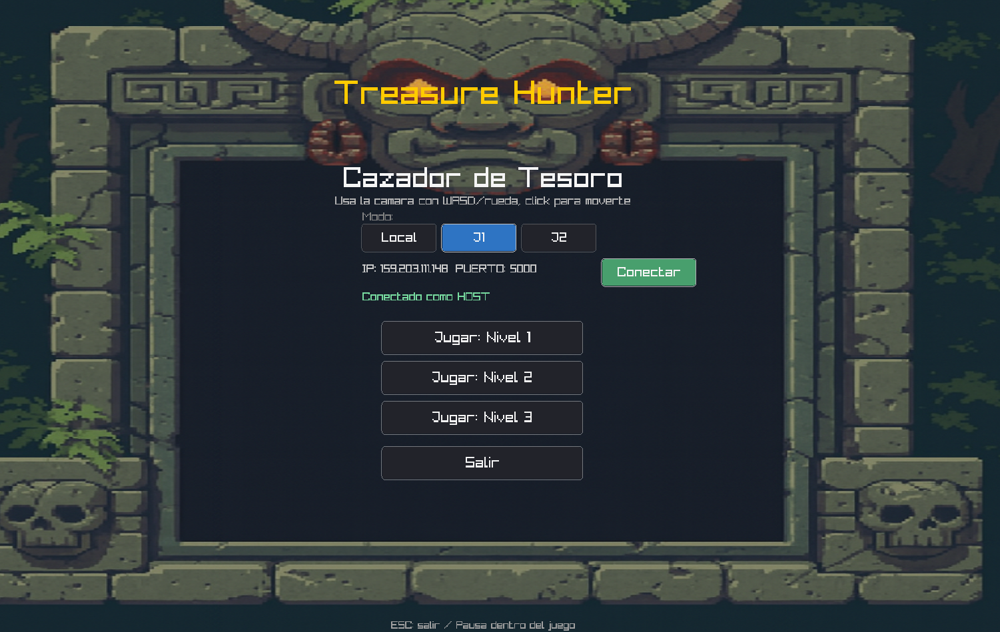 Treasure Hunter
Cazador de Tesoro
Usa la camara con WASD/rueda, click para moverte
Modo:
Local J1 J2
IP: 159.203.111.148 PUERTO: 5000 Conectar
Conectado como HOST
Jugar: Nivel 1
Jugar: Nivel 2
Jugar: Nivel 3
Salir
ESC: salir / Pausa dentro del juego